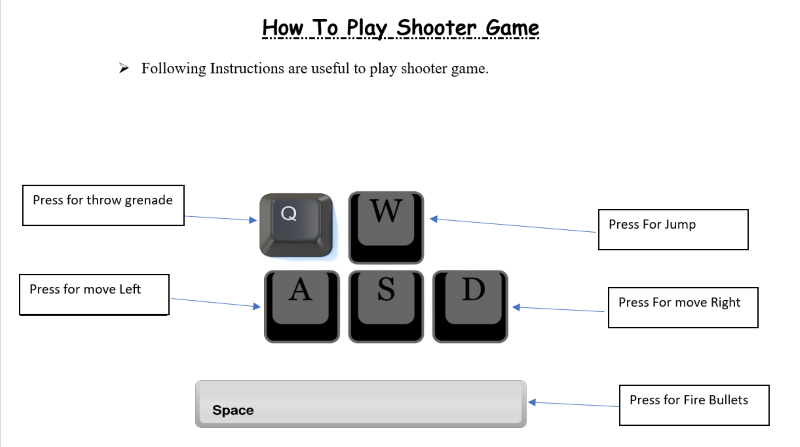 How To Play Shooter Game
➢ Following Instructions are useful to play shooter game.
Press for throw grenade
Q
W
Press For Jump
Press for move Left
A
S
D
Press For move Right
Space
Press for Fire Bullets